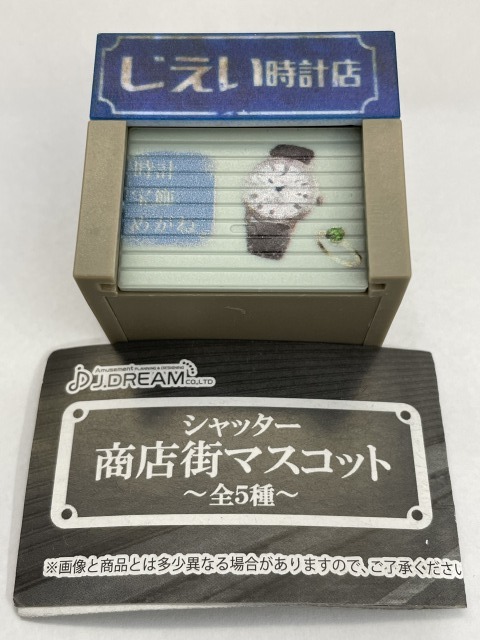 じえい時計店
時計
宝飾
めがね
Amusement PLANNING & DESIGNING
J.DREAM CO.,LTD
シャッター
商店街マスコット
～全5種～
※画像と商品とは多少異なる場合がありますので、ご了承ください